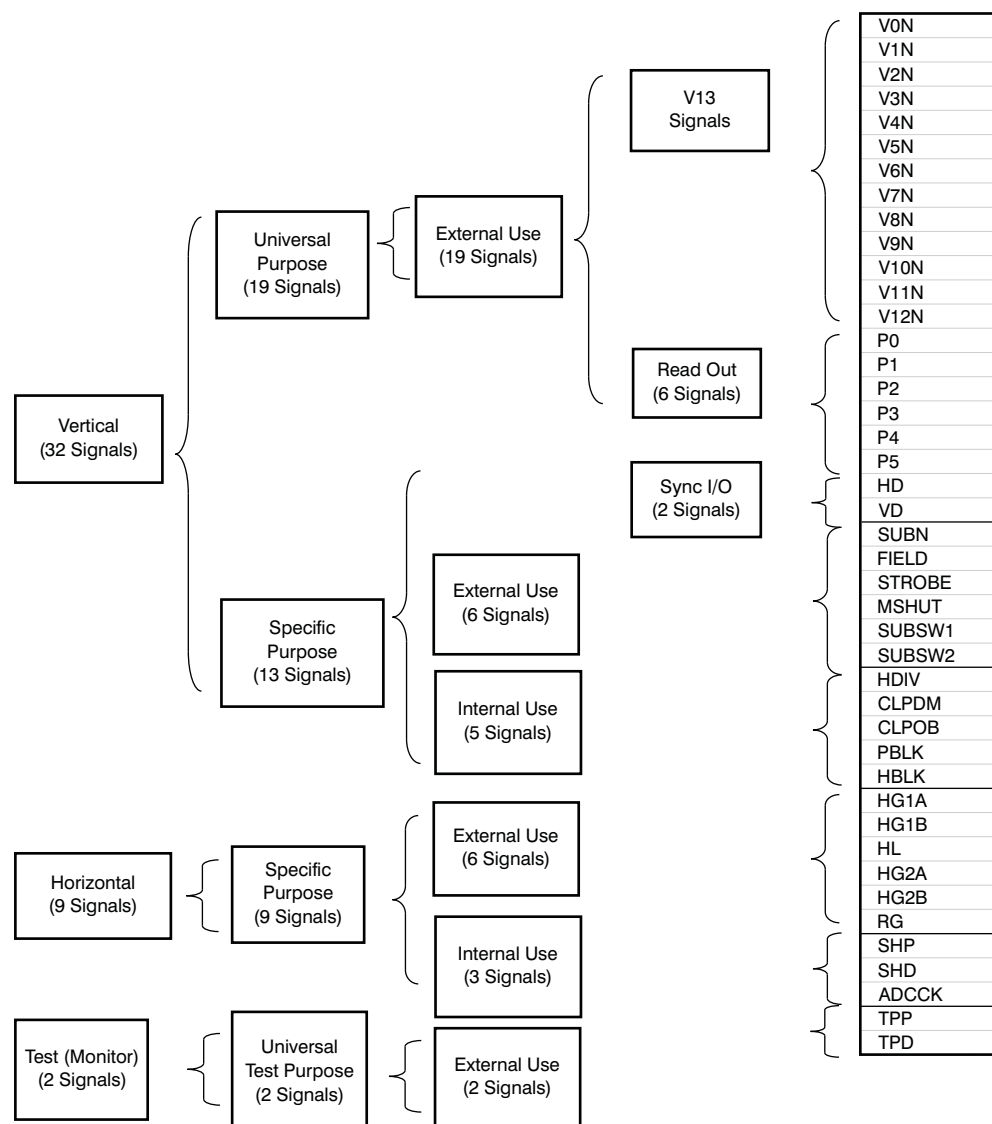 Vertical
(32 Signals)
Universal
Purpose
(19 Signals)
External Use
(19 Signals)
V13
Signals
Read Out
(6 Signals)
Sync I/O
(2 Signals)
Specific
Purpose
(13 Signals)
External Use
(6 Signals)
Internal Use
(5 Signals)
Horizontal
(9 Signals)
Specific
Purpose
(9 Signals)
External Use
(6 Signals)
Internal Use
(3 Signals)
Test (Monitor)
(2 Signals)
Universal
Test Purpose
(2 Signals)
External Use
(2 Signals)
V0N
V1N
V2N
V3N
V4N
V5N
V6N
V7N
V8N
V9N
V10N
V11N
V12N
P0
P1
P2
P3
P4
P5
HD
VD
SUBN
FIELD
STROBE
MSHUT
SUBSW1
SUBSW2
HDIV
CLPDM
CLPOB
PBLK
HBLK
HG1A
HG1B
HL
HG2A
HG2B
RG
SHP
SHD
ADCCK
TPP
TPD